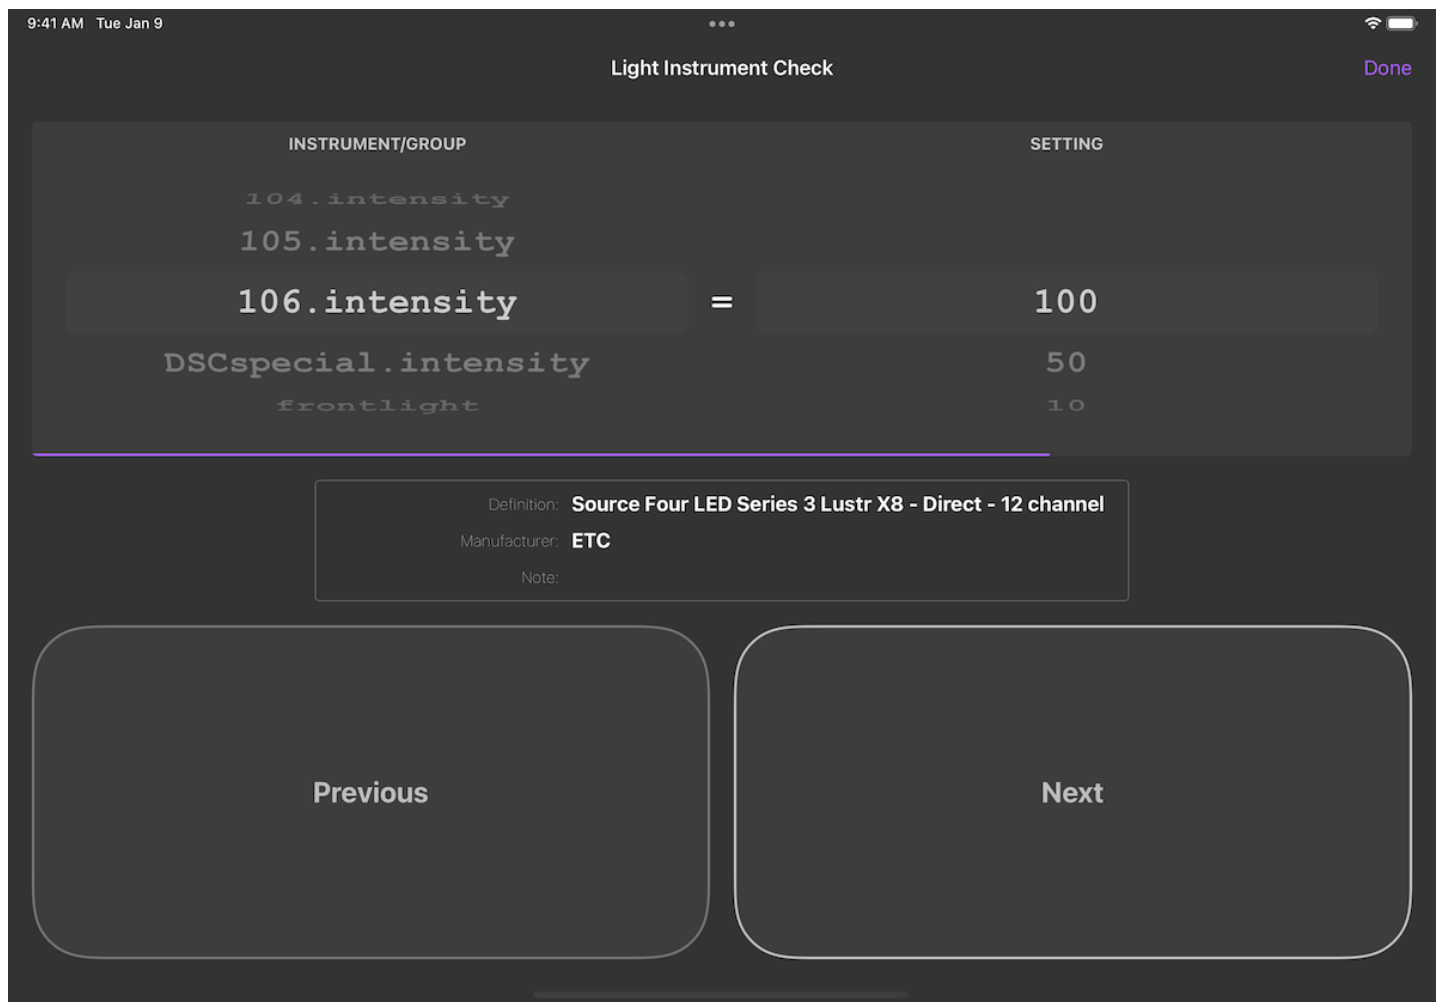 9:41 AM Tue Jan 9
Light Instrument Check
Done
INSTRUMENT/GROUP SETTING
104.intensity
105.intensity
106.intensity = 100
DSCspecial.intensity 50
frontlight 10
Definition: Source Four LED Series 3 Lustr X8 - Direct - 12 channel
Manufacturer: ETC
Note:
Previous Next